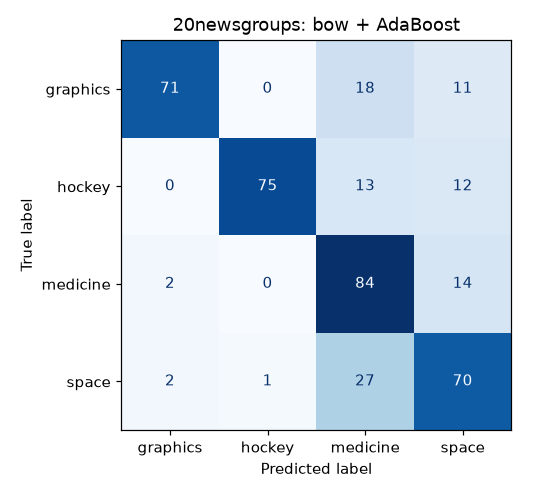 20newsgroups: bow + AdaBoost
True label
graphics 71 0 18 11
hockey 0 75 13 12
medicine 2 0 84 14
space 2 1 27 70
graphics hockey medicine space
Predicted label